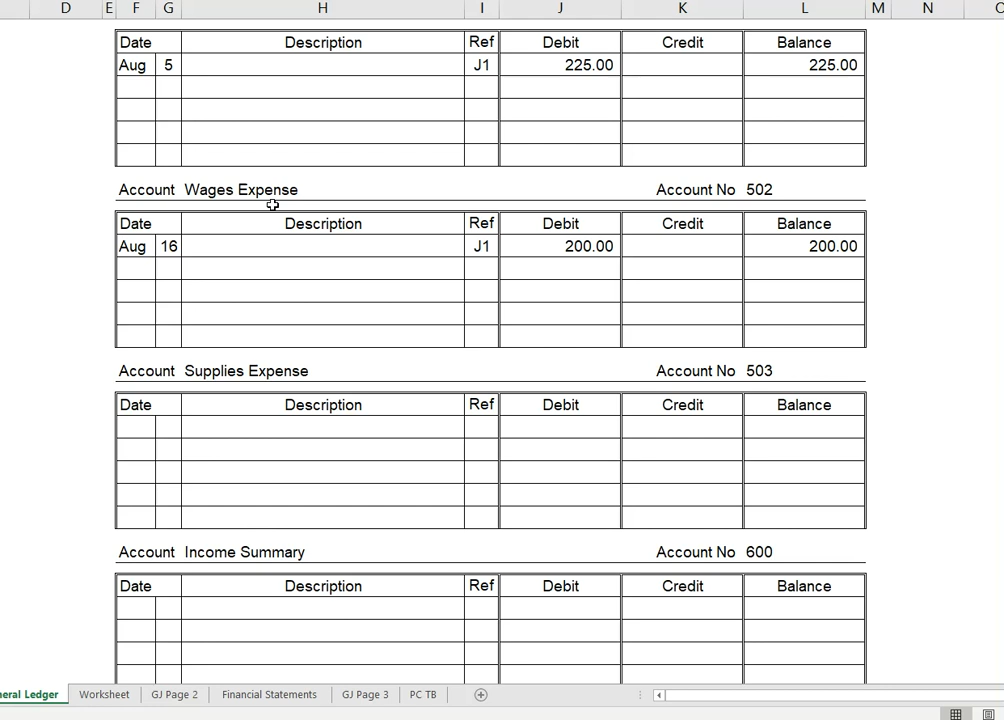 D E F G H I J K L M N
Date Description Ref Debit Credit Balance
Aug 5 J1 225.00 225.00
Account Wages Expense Account No 502
Date Description Ref Debit Credit Balance
Aug 16 J1 200.00 200.00
Account Supplies Expense Account No 503
Date Description Ref Debit Credit Balance
Account Income Summary Account No 600
Date Description Ref Debit Credit Balance
neral Ledger Worksheet GJ Page 2 Financial Statements GJ Page 3 PC TB